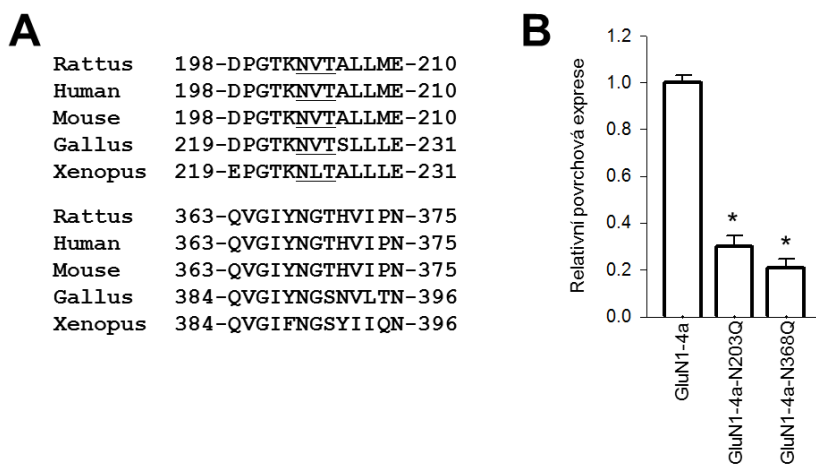 A
Rattus 198-DPGTKNVTALLME-210
Human 198-DPGTKNVTALLME-210
Mouse 198-DPGTKNVTALLME-210
Gallus 219-DPGTKNVTSLLLE-231
Xenopus 219-EPGTKNLTALLLE-231
Rattus 363-QVGIYNGTHVIPN-375
Human 363-QVGIYNGTHVIPN-375
Mouse 363-QVGIYNGTHVIPN-375
Gallus 384-QVGIYNGSNVLTN-396
Xenopus 384-QVGIFNGSYIIQN-396
B
Relativní povrchová exprese
1.2
1.0
0.8
0.6
0.4
0.2
0.0
*
*
GluN1-4a
GluN1-4a-N203Q
GluN1-4a-N368Q